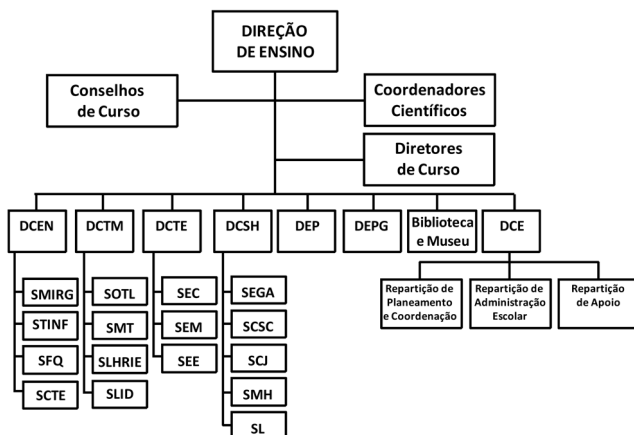 DIREÇÃO
DE ENSINO
Conselhos
de Curso
Coordenadores
Científicos
Diretores
de Curso
DCEN
DCTM
DCTE
DCSH
DEP
DEPG
Biblioteca
e Museu
DCE
SMIRG
STINF
SFQ
SCTE
SOTL
SMT
SLHRIE
SLID
SEC
SEM
SEE
SEGA
SCSC
SCJ
SMH
SL
Repartição de
Planeamento
e Coordenação
Repartição de
Administração
Escolar
Repartição
de Apoio